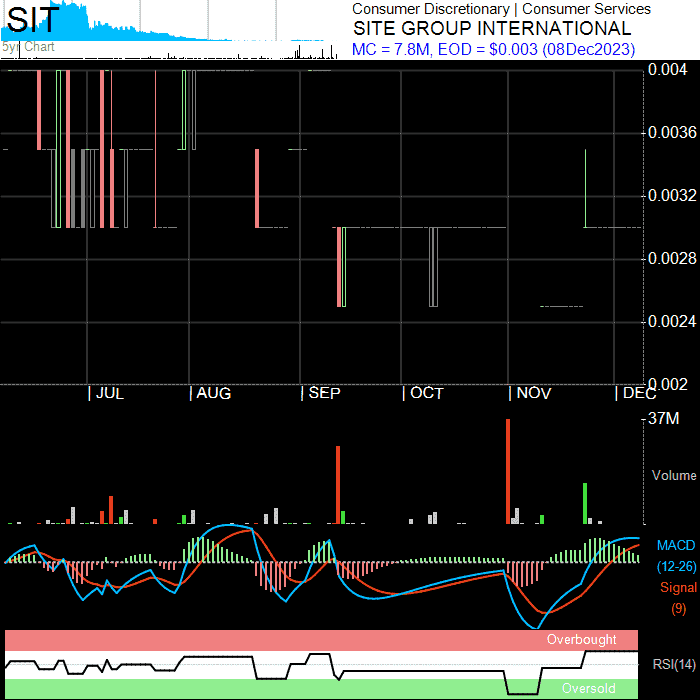 SIT
Consumer Discretionary | Consumer Services
SITE GROUP INTERNATIONAL
5yr Chart
MC = 7.8M, EOD = $0.003 (08Dec2023)
0.004
0.0036
0.0032
0.0028
0.0024
0.002
JUL AUG SEP OCT NOV DEC
37M
Volume
MACD
(12-26)
Signal
(9)
Overbought
RSI(14)
Oversold